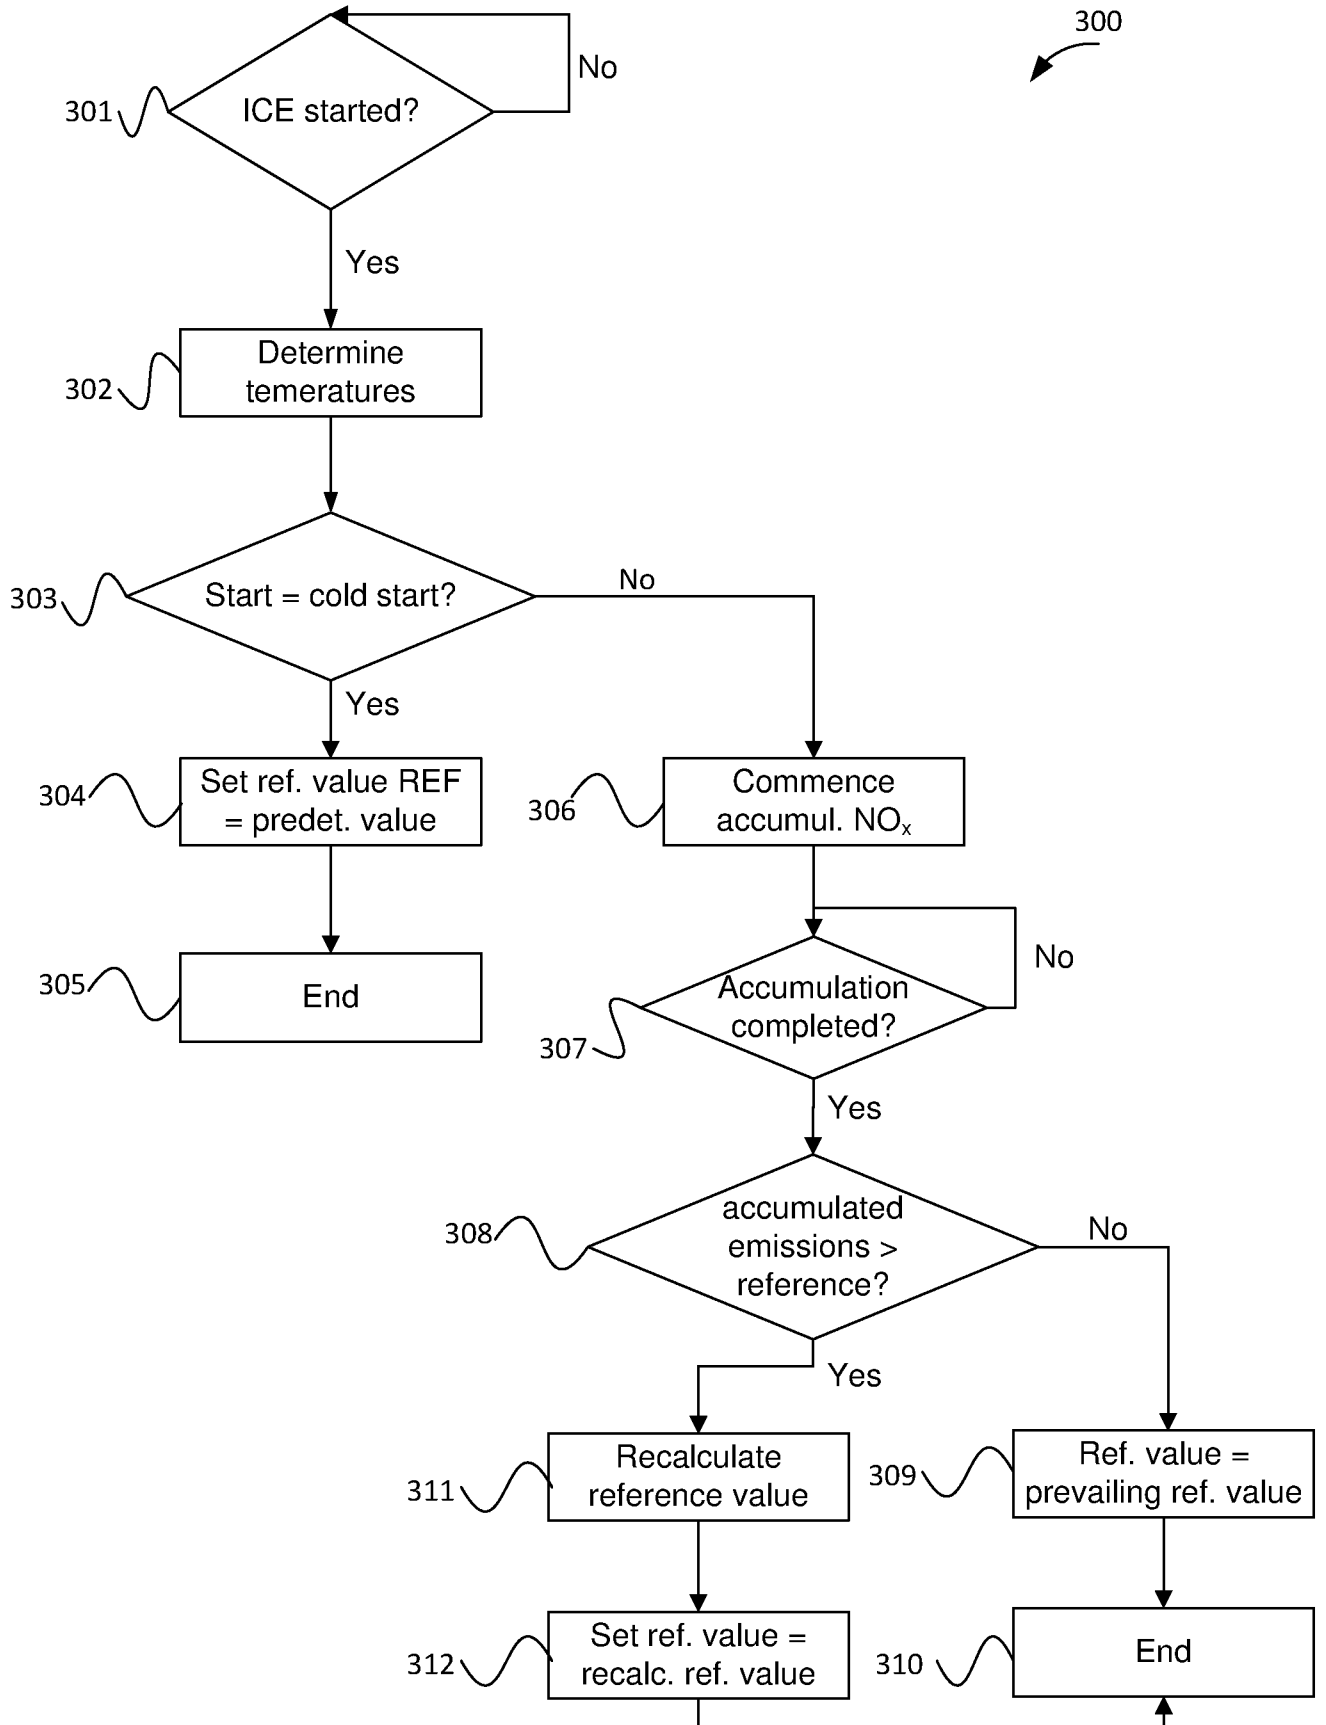 300
No
301
ICE started?
Yes
302
Determine
temeratures
303
Start = cold start?
No
Yes
304
Set ref. value REF
= predet. value
306
Commence
accumul. NOₓ
305
End
No
307
Accumulation
completed?
Yes
308
accumulated
emissions >
reference?
No
Yes
311
Recalculate
reference value
309
Ref. value =
prevailing ref. value
312
Set ref. value =
recalc. ref. value
310
End